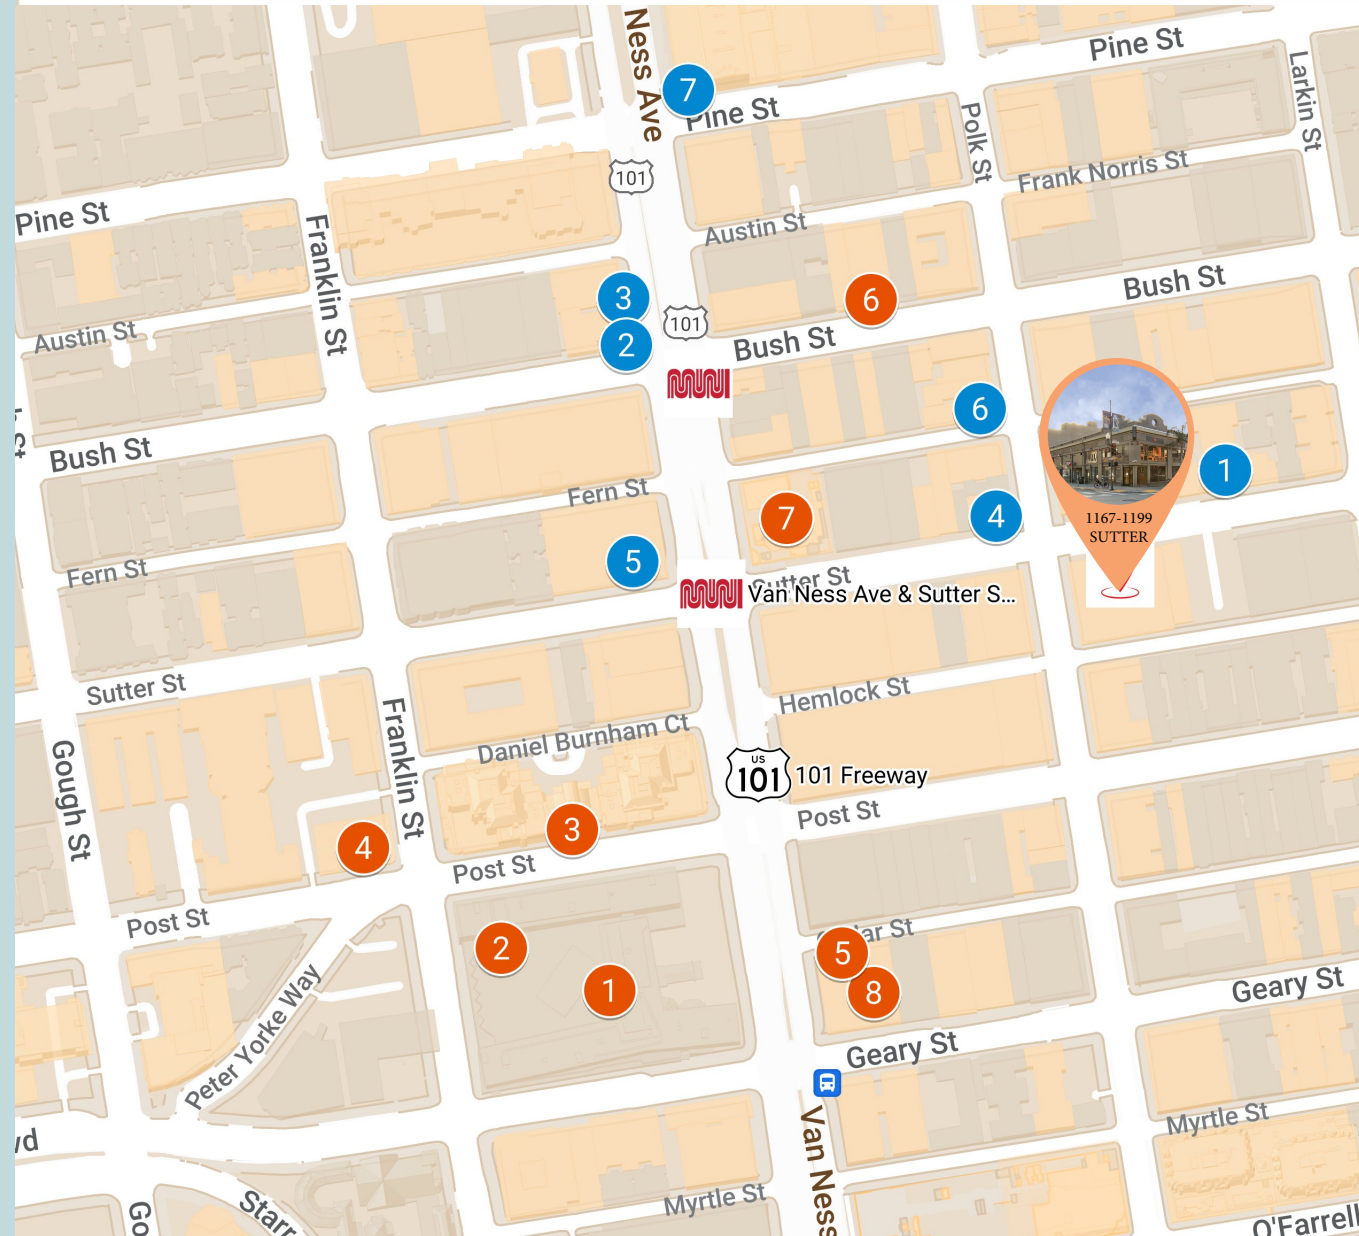 Ness Ave
Pine St
Larkin St
7
Pine St
Polk St
101
Frank Norris St
Pine St
Franklin St
Austin St
Bush St
3
6
101
Austin St
2
Bush St
MUNI
6
Bush St
1
Fern St
7
4
1167-1199
SUTTER
5
Fern St
Sutter St
MUNI
Van Ness Ave & Sutter S...
Sutter St
Hemlock St
Franklin St
Daniel Burnham Ct
Gough St
US
101
101 Freeway
Post St
3
4
Post St
Post St
2
5
8
1
Geary St
Peter Yorke Way
Geary St
Van Ness
Myrtle St
Myrtle St
Starr
O'Farrell